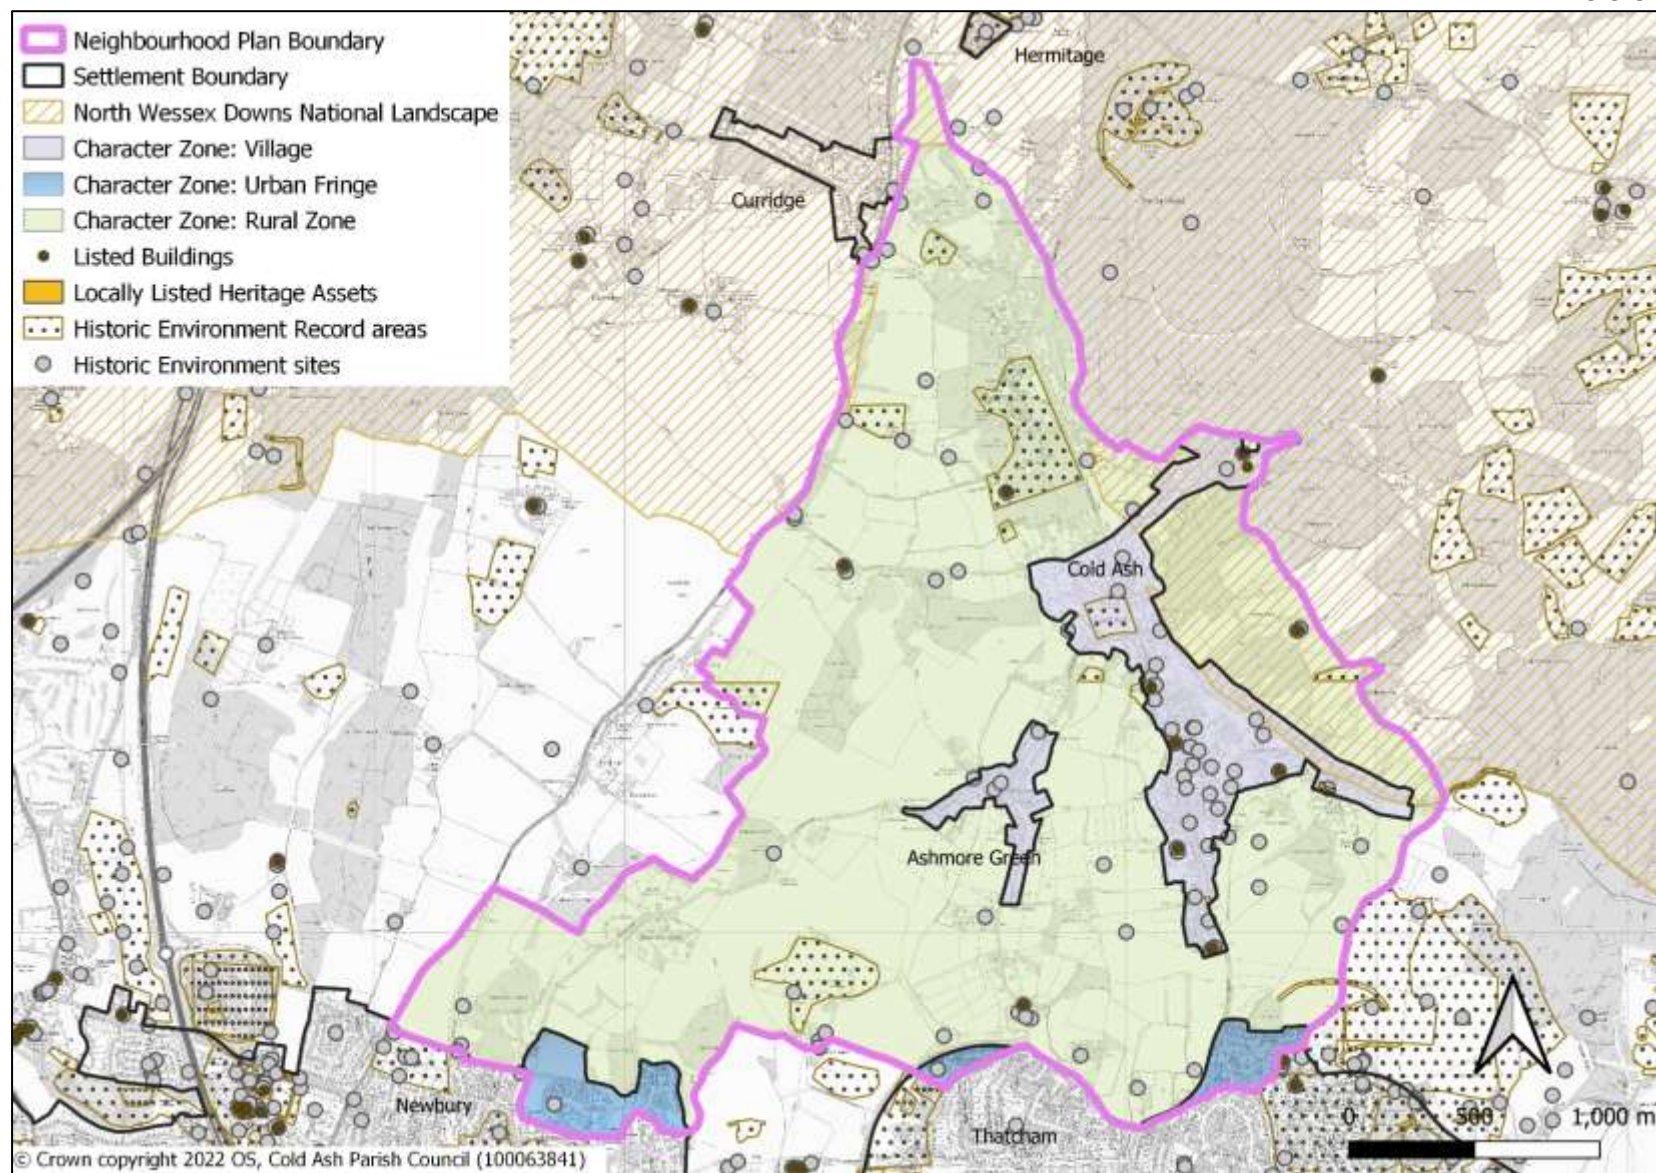 Neighbourhood Plan Boundary
Settlement Boundary
North Wessex Downs National Landscape
Character Zone: Village
Character Zone: Urban Fringe
Character Zone: Rural Zone
Listed Buildings
Locally Listed Heritage Assets
Historic Environment Record areas
Historic Environment sites
Hermitage
Curridge
Cold Ash
Ashmore Green
Newbury
Thatcham
0 500 1,000 m
© Crown copyright 2022 OS, Cold Ash Parish Council (100063841)